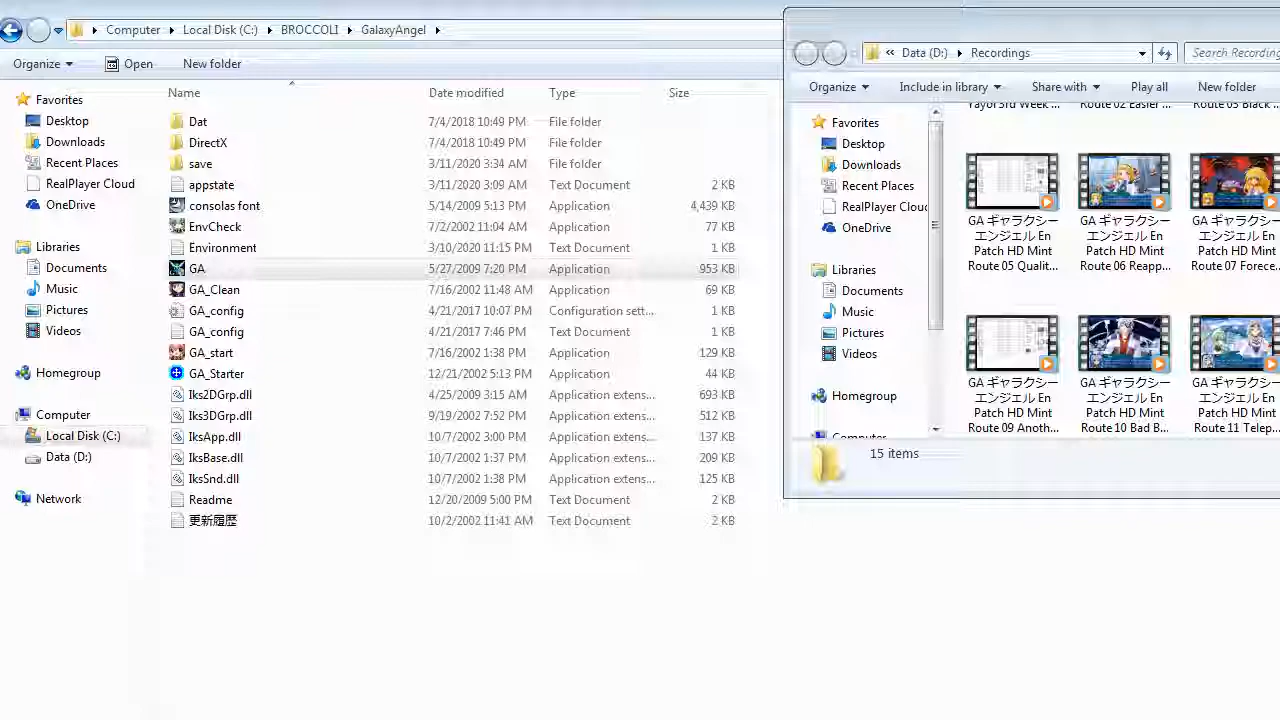 Computer Local Disk (C:) BROCCOLI GalaxyAngel
Organize Open New folder
Favorites
Desktop
Downloads
Recent Places
RealPlayer Cloud
OneDrive
Libraries
Documents
Music
Pictures
Videos
Homegroup
Computer
Local Disk (C:)
Data (D:)
Network
Name Date modified Type Size
Dat 7/4/2018 10:49 PM File folder
DirectX 7/4/2018 10:49 PM File folder
save 3/11/2020 3:34 AM File folder
appstate 3/11/2020 3:09 AM Text Document 2 KB
consolas font 5/24/2009 5:13 PM Application 4,439 KB
EnvCheck 7/2/2002 11:04 AM Application 77 KB
Environment 3/10/2020 11:15 PM Text Document 1 KB
GA 5/27/2009 7:20 PM Application 953 KB
GA_Clean 7/16/2002 11:48 AM Application 69 KB
GA_config 4/21/2017 10:07 PM Configuration sett... 1 KB
GA_config 4/21/2017 7:46 PM Text Document 1 KB
GA_start 7/16/2002 1:38 PM Application 129 KB
GA_Starter 12/21/2002 5:13 PM Application 44 KB
Iks2DGrp.dll 4/25/2009 3:15 AM Application extens... 693 KB
Iks3DGrp.dll 9/19/2002 7:52 PM Application extens... 512 KB
IksApp.dll 10/7/2002 3:00 PM Application extens... 137 KB
IksBase.dll 10/7/2002 1:37 PM Application extens... 209 KB
IksSnd.dll 10/7/2002 1:38 PM Application extens... 125 KB
Readme 12/20/2009 5:00 PM Text Document 2 KB
更新履歴 10/2/2002 11:41 AM Text Document 2 KB
« Data (D:) Recordings Search Recording
Organize Include in library Share with Play all New folder
Favorites
Desktop
Downloads
Recent Places
RealPlayer Cloud
OneDrive
Libraries
Documents
Music
Pictures
Videos
Homegroup
Computer
Yayoi 3rd Week ... Route 02 Easier ... Route 03 Black
GA ギャラクシー
エンジェル En
Patch HD Mint
Route 05 Qualit...
GA ギャラクシー
エンジェル En
Patch HD Mint
Route 06 Reapp...
GA ギャラクシー
エンジェル En
Patch HD Mint
Route 07 Forece...
GA ギャラクシー
エンジェル En
Patch HD Mint
Route 09 Anoth...
GA ギャラクシー
エンジェル En
Patch HD Mint
Route 10 Bad B...
GA ギャラクシー
エンジェル En
Patch HD Mint
Route 11 Telep...
15 items